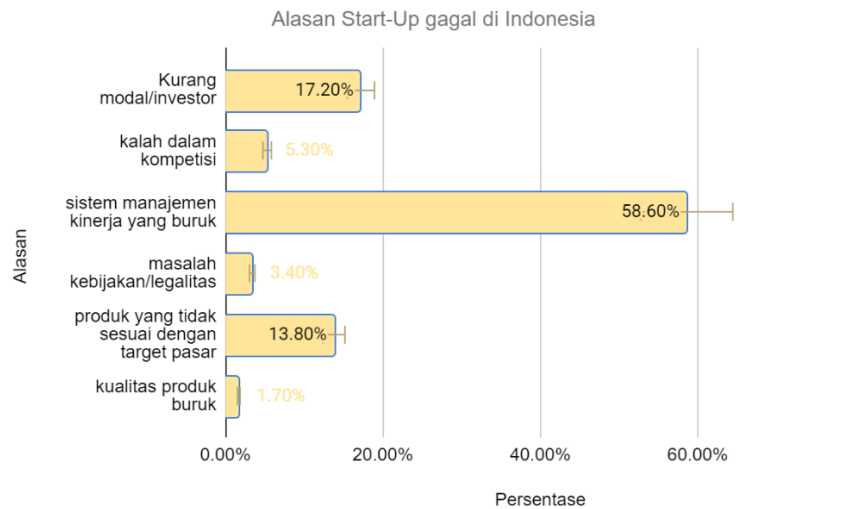 Alasan Start-Up gagal di Indonesia
Kurang
modal/investor
17.20%
kalah dalam
kompetisi
5.30%
sistem manajemen
kinerja yang buruk
58.60%
masalah
kebijakan/legalitas
3.40%
produk yang tidak
sesuai dengan
target pasar
13.80%
kualitas produk
buruk
1.70%
Alasan
0.00%
20.00%
40.00%
60.00%
Persentase